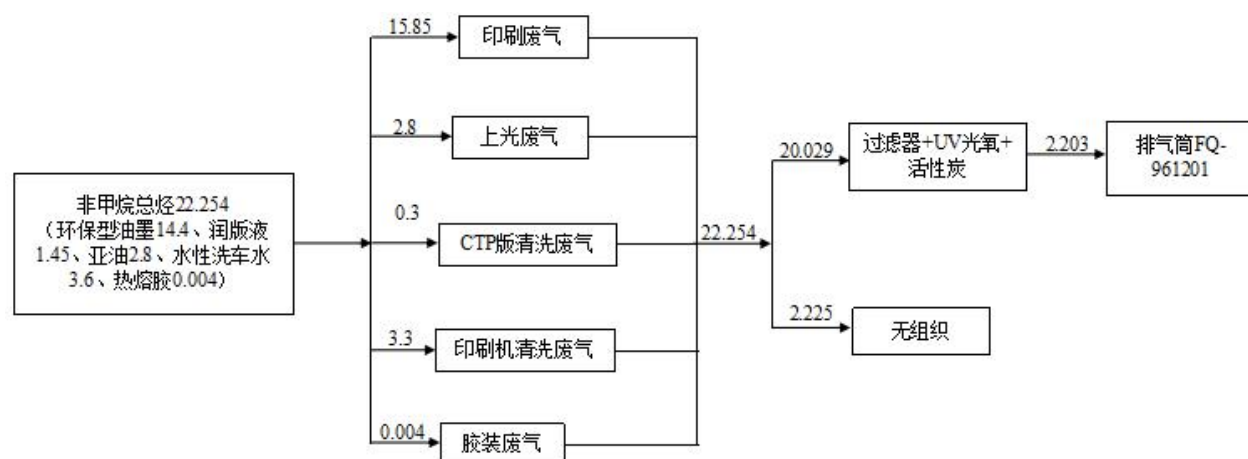 非甲烷总烃22.254
（环保型油墨14.4、润版液
1.45、亚油2.8、水性洗车水
3.6、热熔胶0.004）
15.85
印刷废气
2.8
上光废气
0.3
CTP版清洗废气
3.3
印刷机清洗废气
0.004
胶装废气
22.254
20.029
过滤器+UV光氧+
活性炭
2.203
排气筒FQ-
961201
2.225
无组织